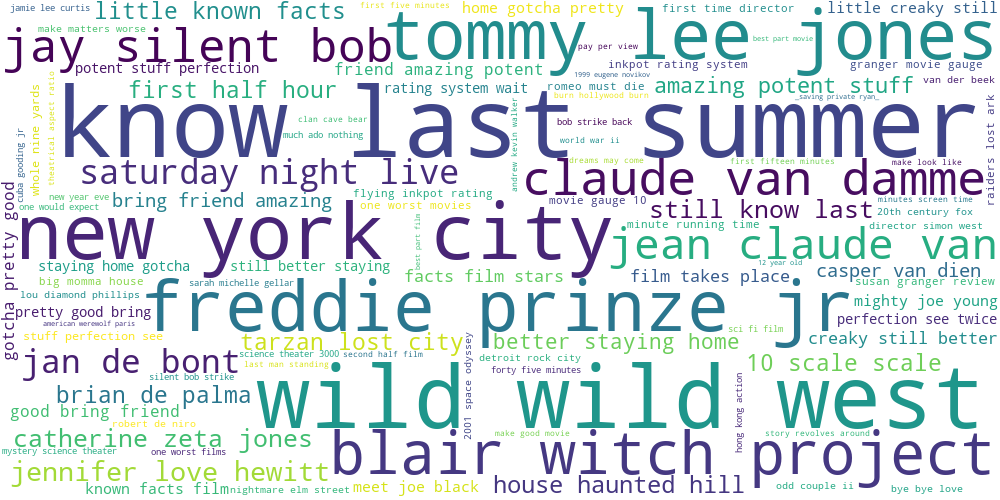 jamie lee curtis
little known facts
first five minutes
home gotcha pretty
first time director
little creaky still
make matters worse
jay silent bob
tommy lee jones
pay per view
best part movie
inkpot rating system
granger movie gauge
potent stuff perfection
friend amazing potent
1999 eugene novikov
van der beek
first half hour
rating system wait
romeo must die
amazing potent stuff
burn hollywood burn
_saving private ryan_
whole nine yards
theatrical aspect ratio
cuba gooding jr
know last summer
clan cave bear
much ado nothing
andrew kevin walker
bob strike back
world war ii
raiders lost ark
saturday night live
dreams may come
first fifteen minutes
make look like
claude van damme
minutes screen time
new year eve
one would expect
bring friend amazing
flying inkpot rating
one worst movies
movie gauge 10
still know last
20th century fox
gotcha pretty good
new york city
best part film
minute running time
director simon west
jean claude van
staying home gotcha
still better staying
12 year old
big momma house
sarah michelle gellar
facts film stars
film takes place
casper van dien
susan granger review
lou diamond phillips
freddie prinze jr
mighty joe young
pretty good bring
perfection see twice
american werewolf paris
sci fi film
stuff perfection see
tarzan lost city
better staying home
creaky still better
jan de bont
science theater 3000
second half film
2001 space odyssey
detroit rock city
10 scale scale
last man standing
forty five minutes
silent bob strike
wild wild west
brian de palma
hong kong action
good bring friend
robert de niro
catherine zeta jones
make good movie
story revolves around
blair witch project
mystery science theater
one worst films
jennifer love hewitt
known facts film
nightmare elm street
meet joe black
house haunted hill
odd couple ii
bye bye love